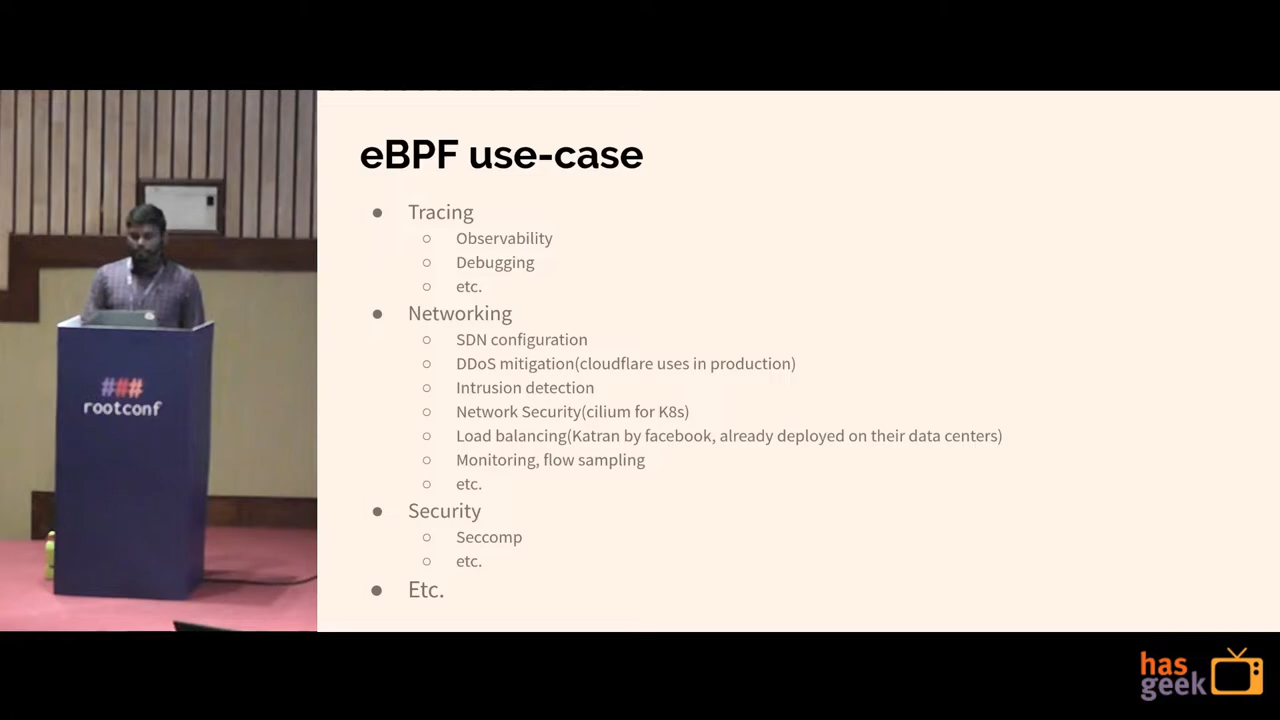 eBPF use-case
● Tracing
○ Observability
○ Debugging
○ etc.
● Networking
○ SDN configuration
○ DDoS mitigation(cloudflare uses in production)
○ Intrusion detection
○ Network Security(cilium for K8s)
○ Load balancing(Katran by facebook, already deployed on their data centers)
○ Monitoring, flow sampling
○ etc.
● Security
○ Seccomp
○ etc.
● Etc.
###
rootconf
has
geek